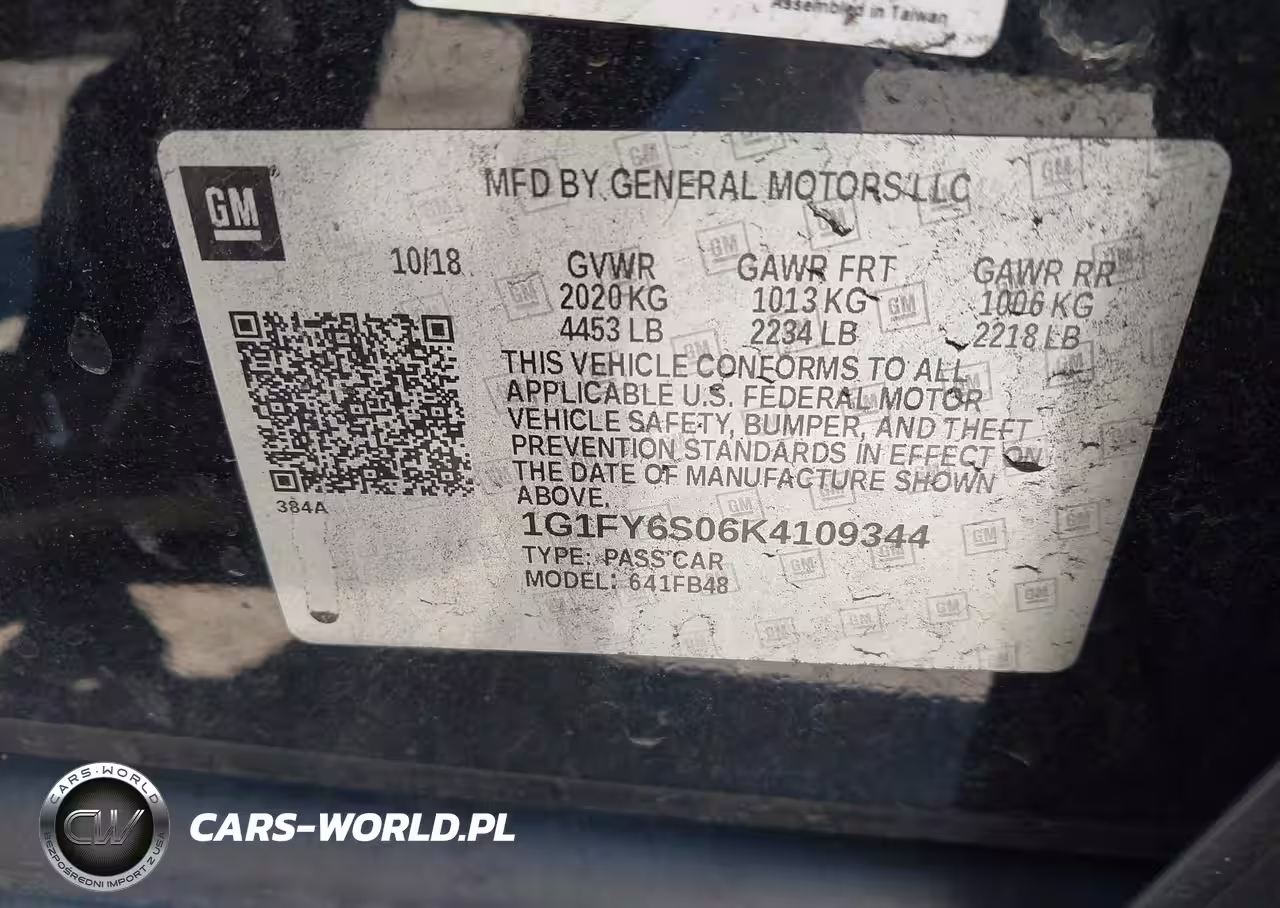 Assembled in Taiwan
GM
MFD BY GENERAL MOTORS LLC
10/18
GVWR GAWR FRT GAWR RR
2020 KG 1013 KG 1006 KG
4453 LB 2234 LB 2218 LB
THIS VEHICLE CONFORMS TO ALL
APPLICABLE U.S. FEDERAL MOTOR
VEHICLE SAFETY, BUMPER, AND THEFT
PREVENTION STANDARDS IN EFFECT ON
THE DATE OF MANUFACTURE SHOWN
ABOVE.
384A
1G1FY6S06K4109344
TYPE: PASS CAR
MODEL: 641FB48
CARS-WORLD
CW
BEZPOŚREDNI IMPORT Z USA
CARS-WORLD.PL